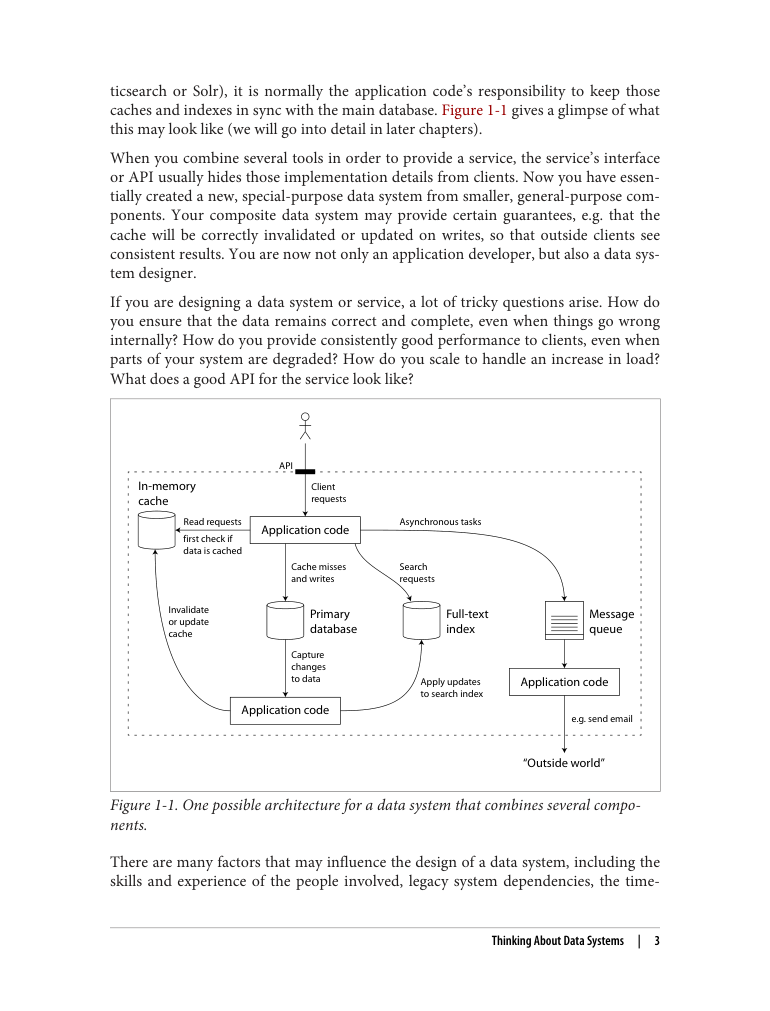 ticsearch or Solr), it is normally the application code's responsibility to keep those
caches and indexes in sync with the main database. Figure 1-1 gives a glimpse of what
this may look like (we will go into detail in later chapters).
When you combine several tools in order to provide a service, the service's interface
or API usually hides those implementation details from clients. Now you have essen-
tially created a new, special-purpose data system from smaller, general-purpose com-
ponents. Your composite data system may provide certain guarantees, e.g. that the
cache will be correctly invalidated or updated on writes, so that outside clients see
consistent results. You are now not only an application developer, but also a data sys-
tem designer.
If you are designing a data system or service, a lot of tricky questions arise. How do
you ensure that the data remains correct and complete, even when things go wrong
internally? How do you provide consistently good performance to clients, even when
parts of your system are degraded? How do you scale to handle an increase in load?
What does a good API for the service look like?
API
In-memory
cache
Client
requests
Read requests
first check if
data is cached
Application code
Asynchronous tasks
Cache misses
and writes
Search
requests
Invalidate
or update
cache
Primary
database
Full-text
index
Message
queue
Capture
changes
to data
Apply updates
to search index
Application code
Application code
e.g. send email
"Outside world"
Figure 1-1. One possible architecture for a data system that combines several compo-
nents.
There are many factors that may influence the design of a data system, including the
skills and experience of the people involved, legacy system dependencies, the time-
Thinking About Data Systems | 3